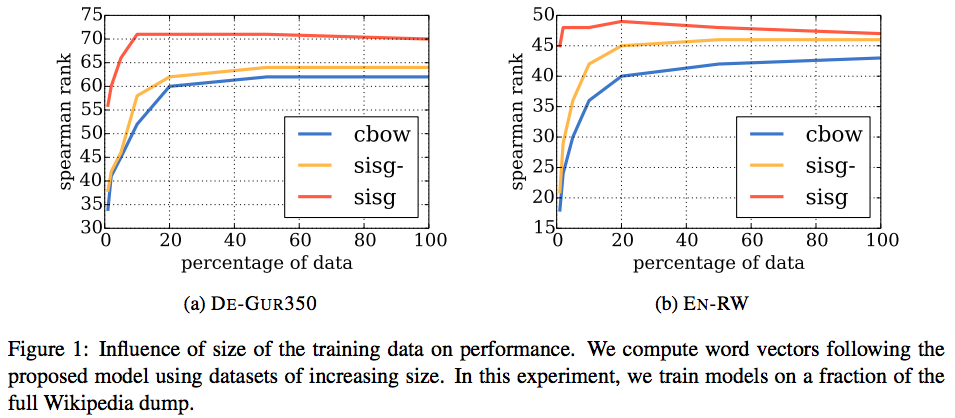 75
70
65
60
55
50
45
40
35
30
spearman rank
cbow
sisg-
sisg
0 20 40 60 80 100
percentage of data
(a) DE-GUR350
50
45
40
35
30
25
20
15
spearman rank
cbow
sisg-
sisg
0 20 40 60 80 100
percentage of data
(b) EN-RW
Figure 1: Influence of size of the training data on performance. We compute word vectors following the
proposed model using datasets of increasing size. In this experiment, we train models on a fraction of the
full Wikipedia dump.